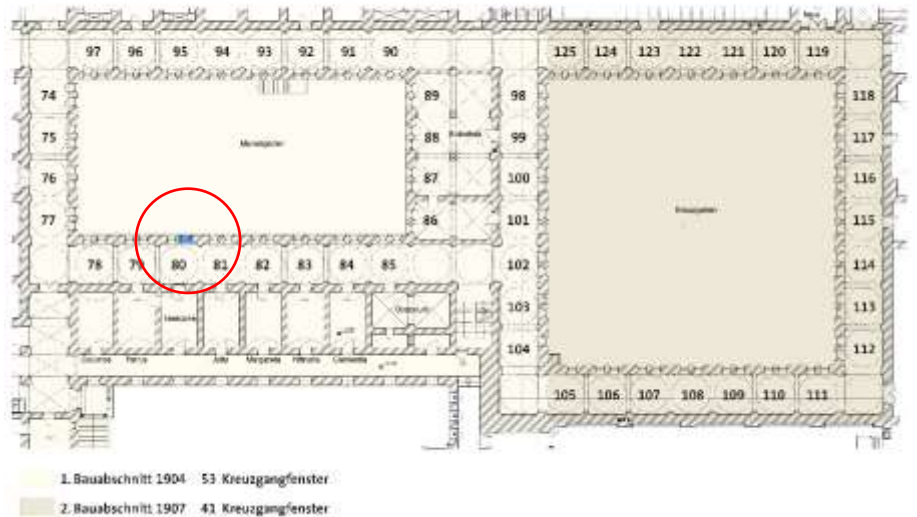 97 96 95 94 93 92 91 90 125 124 123 122 121 120 119
74 89 98 118
75 88 99 117
76 87 100 116
77 86 101 115
78 79 80 81 82 83 84 85 102 114
103 113
104 112
105 106 107 108 109 110 111
1. Bauabschnitt 1904 53 Kreuzgangfenster
2. Bauabschnitt 1907 41 Kreuzgangfenster